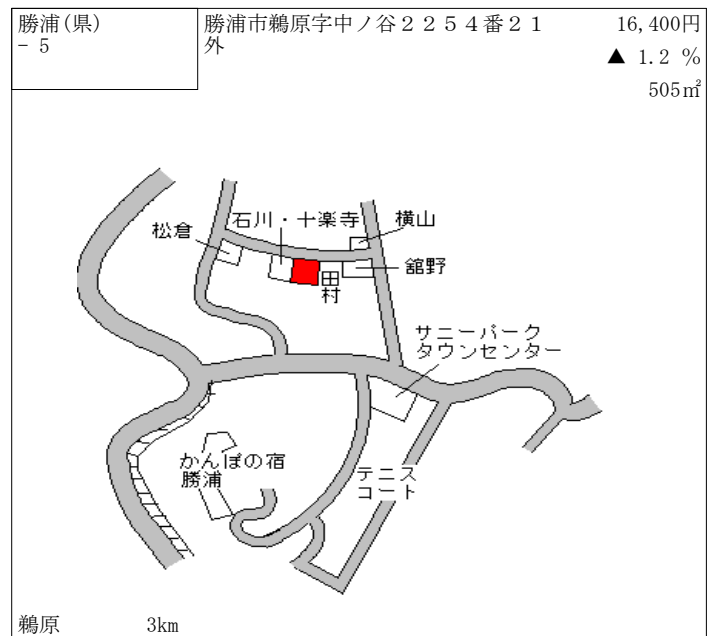 勝浦(県)
- 5
勝浦市鵜原字中ノ谷２２５４番２１
外
16,400円
▲ 1.2 %
505㎡
石川・十楽寺
横山
松倉
舘野
田村
サニーパーク
タウンセンター
かんぽの宿
勝浦
テニス
コート
鵜原 3km